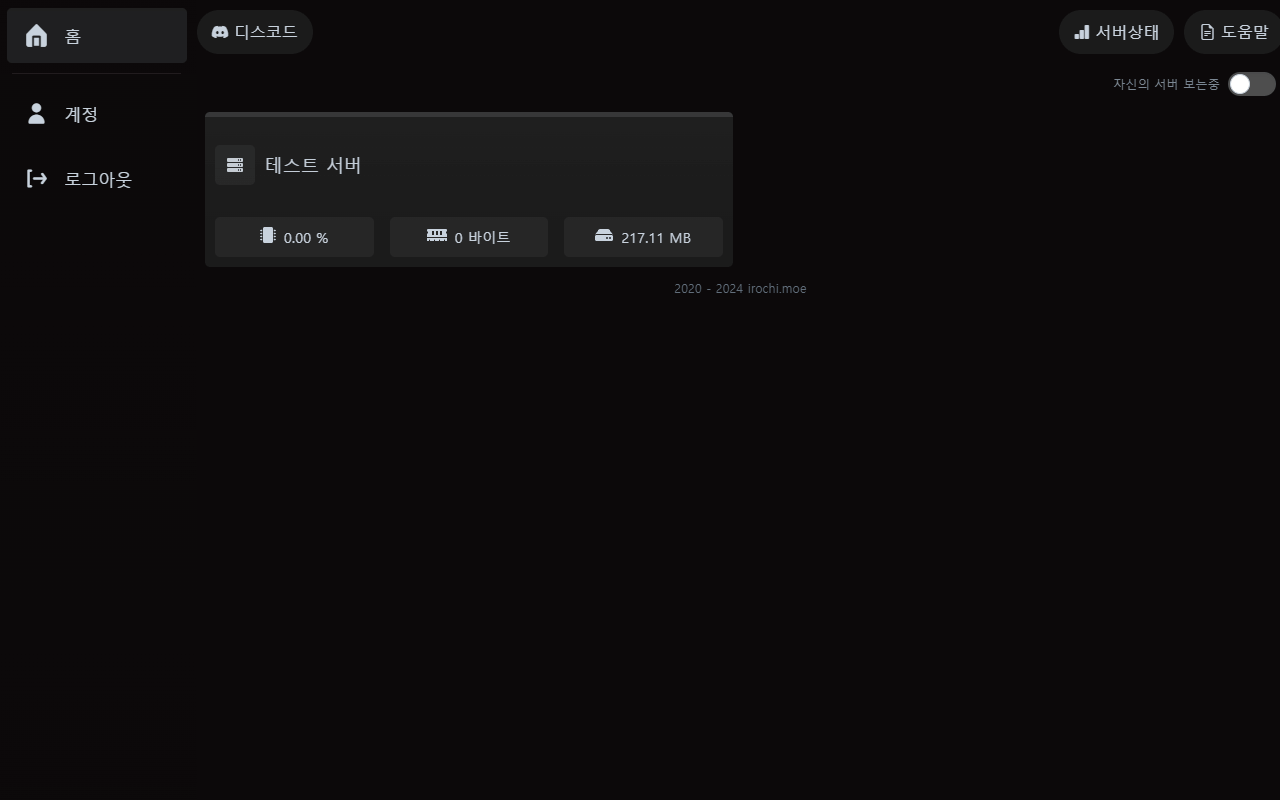 홈
디스코드
서버상태
도움말
자신의 서버 보는중
계정
로그아웃
테스트 서버
0.00 %
0 바이트
217.11 MB
2020 - 2024 irochi.moe